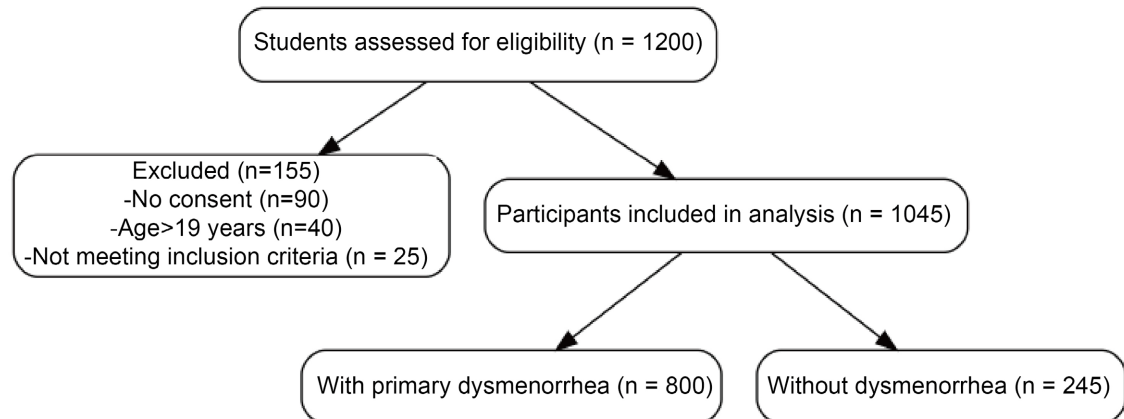 Students assessed for eligibility (n = 1200)
Excluded (n=155)
-No consent (n=90)
-Age>19 years (n=40)
-Not meeting inclusion criteria (n = 25)
Participants included in analysis (n = 1045)
With primary dysmenorrhea (n = 800)
Without dysmenorrhea (n = 245)